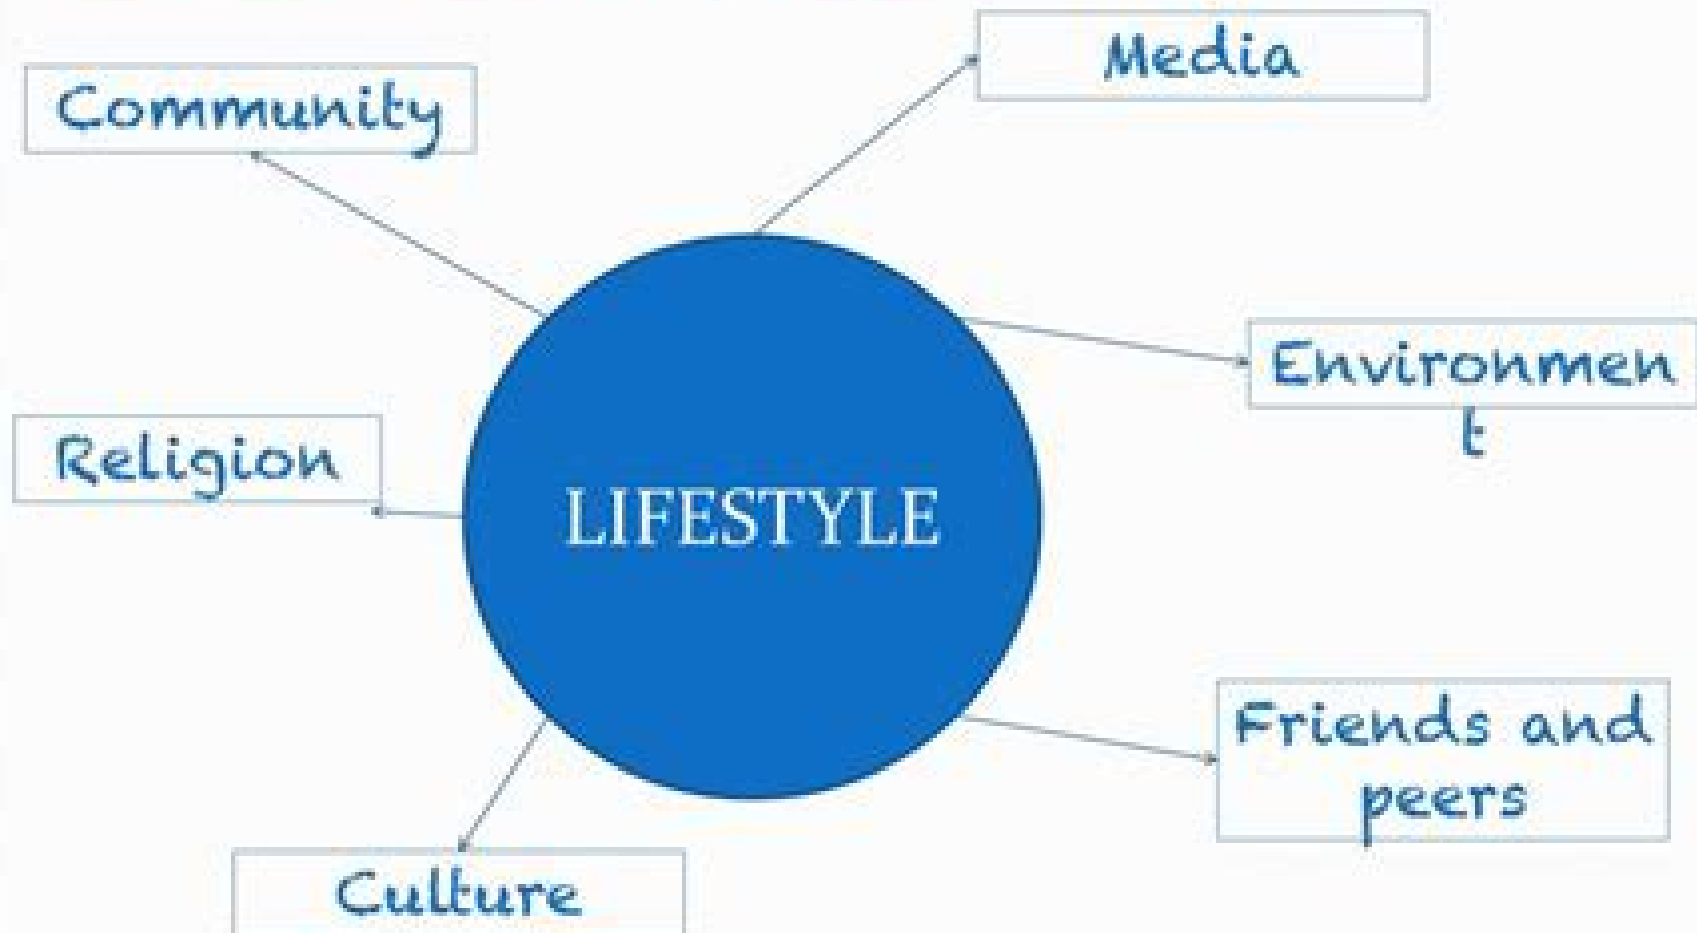 Media
Community
Environmen
t
Religion
LIFESTYLE
Friends and
peers
Culture